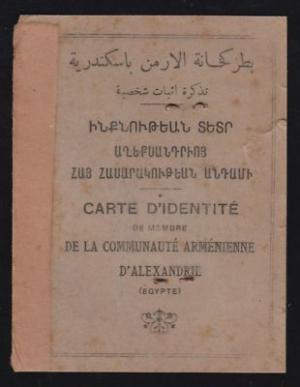 بطركخانة الارمن باسكندرية
تذكرة اثبات شخصية
ԻՆՔՆՈՒԹԵԱՆ ՏԵՏՐ
ԱՂԵՔՍԱՆԴՐԻՈՅ
ՀԱՅ ՀԱՍԱՐԱԿՈՒԹԵԱՆ ԱՆԴԱՄԻ
CARTE D'IDENTITÉ
DE MEMBRE
DE LA COMMUNAUTÉ ARMÉNIENNE
D'ALEXANDRIE
(EGYPTE)